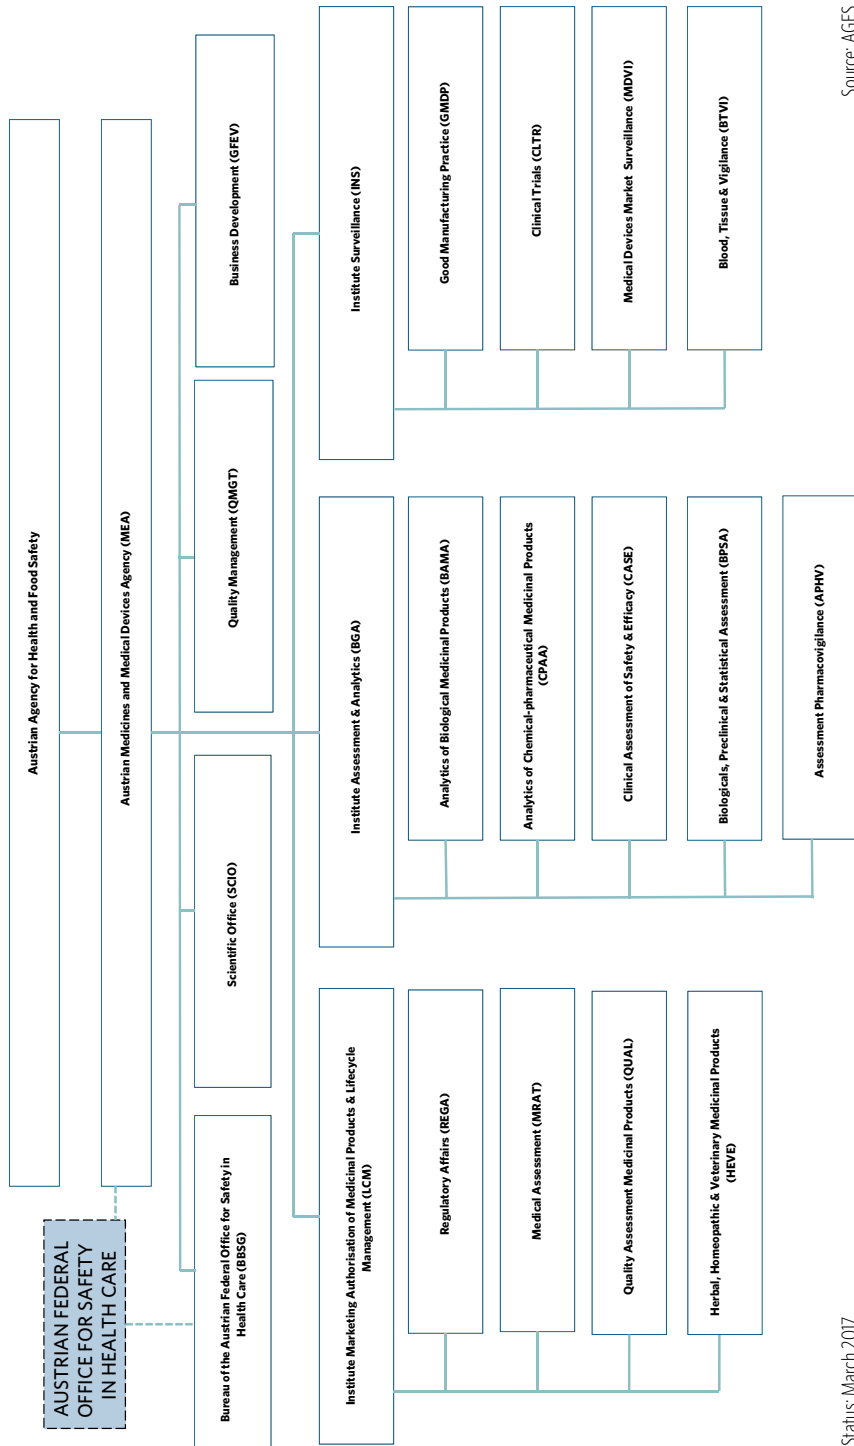 Austrian Agency for Health and Food Safety
AUSTRIAN FEDERAL
OFFICE FOR SAFETY
IN HEALTH CARE
Austrian Medicines and Medical Devices Agency (MEA)
Bureau of the Austrian Federal Office for Safety in
Health Care (BBSG)
Scientific Office (SCIO)
Quality Management (QMGT)
Business Development (GFEV)
Institute Marketing Authorisation of Medicinal Products & Lifecycle
Management (LCM)
Regulatory Affairs (REGA)
Medical Assessment (MRAT)
Quality Assessment Medicinal Products (QUAL)
Herbal, Homeopathic & Veterinary Medicinal Products
(HEVE)
Institute Assessment & Analytics (BGA)
Analytics of Biological Medicinal Products (BAMA)
Analytics of Chemical-pharmaceutical Medicinal Products
(CPAA)
Clinical Assessment of Safety & Efficacy (CASE)
Biologicals, Preclinical & Statistical Assessment (BPSA)
Assessment Pharmacovigilance (APHV)
Institute Surveillance (INS)
Good Manufacturing Practice (GMDP)
Clinical Trials (CLTR)
Medical Devices Market Surveillance (MDVI)
Blood, Tissue & Vigilance (BTVI)
Status: March 2017
Source: AGES